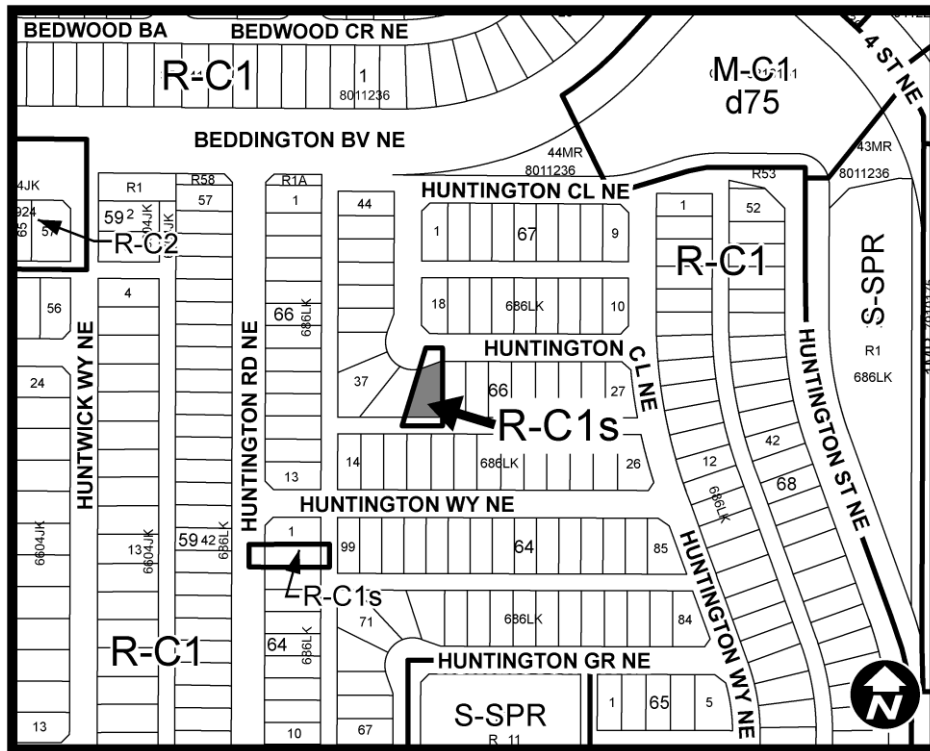 BEDWOOD BA
BEDWOOD CR NE
4 ST NE
R-C1
1
8011236
M-C1
d75
BEDDINGTON BV NE
44MR
8011236
43MR
8011236
R1
R58
R1A
R53
HUNTINGTON CL NE
59 2
57
1
44
1
67
9
1
52
R-C2
65
57
R-C1
S-SPR
R1
686LK
4
56
66
686LK
18
686LK
10
HUNTINGTON
CL NE
HUNTWICK WY NE
HUNTINGTON RD NE
24
37
66
27
R-C1s
HUNTINGTON ST NE
13
14
686LK
26
12
42
68
686LK
HUNTINGTON WY NE
6604JK
13
6604JK
59 42
686LK
1
99
64
85
R-C1s
HUNTINGTON WY NE
R-C1
64
686LK
71
686LK
84
HUNTINGTON GR NE
S-SPR
R 11
1
65
5
13
10
67
N